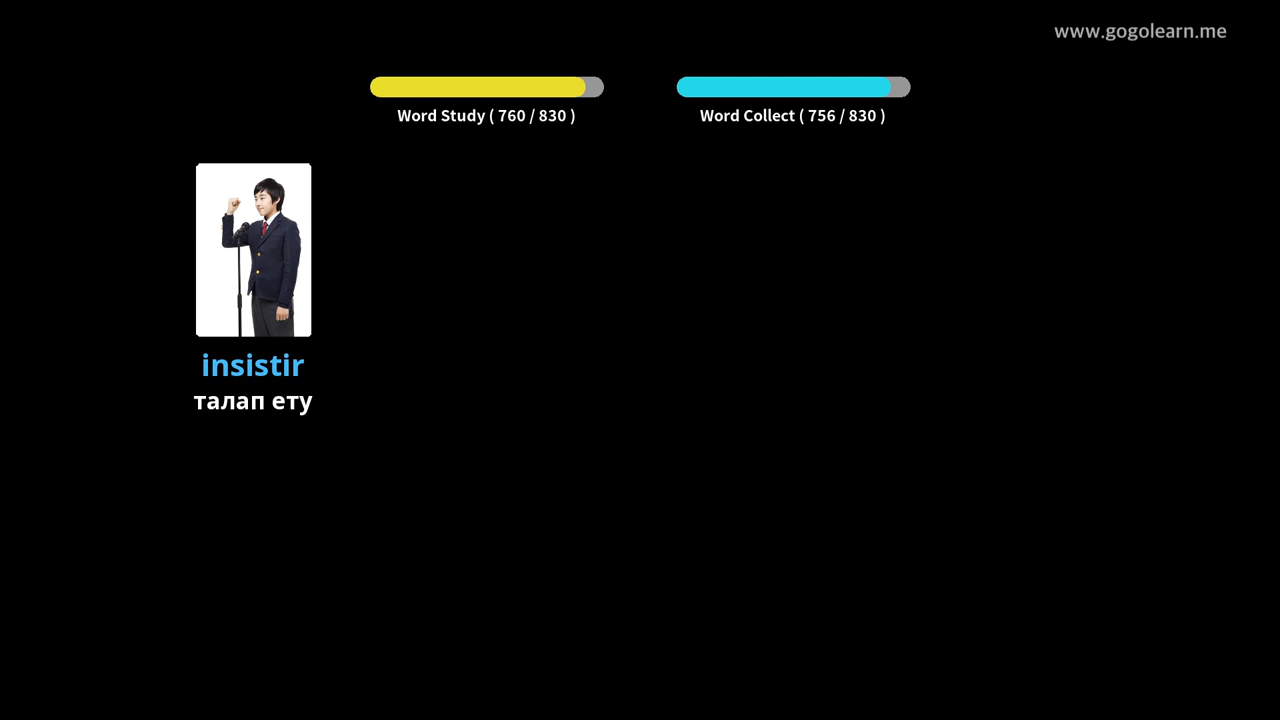 www.gogolearn.me
Word Study ( 760 / 830 )
Word Collect ( 756 / 830 )
insistir
талап ету